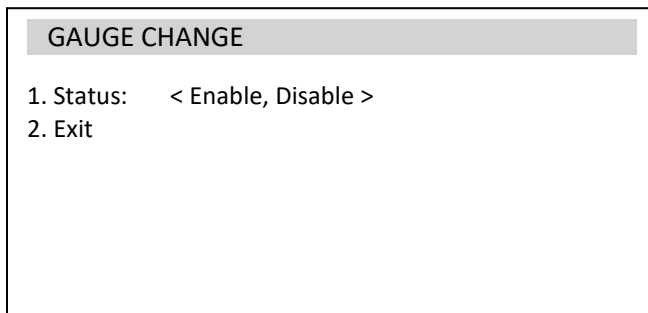 GAUGE CHANGE
1. Status: < Enable, Disable >
2. Exit